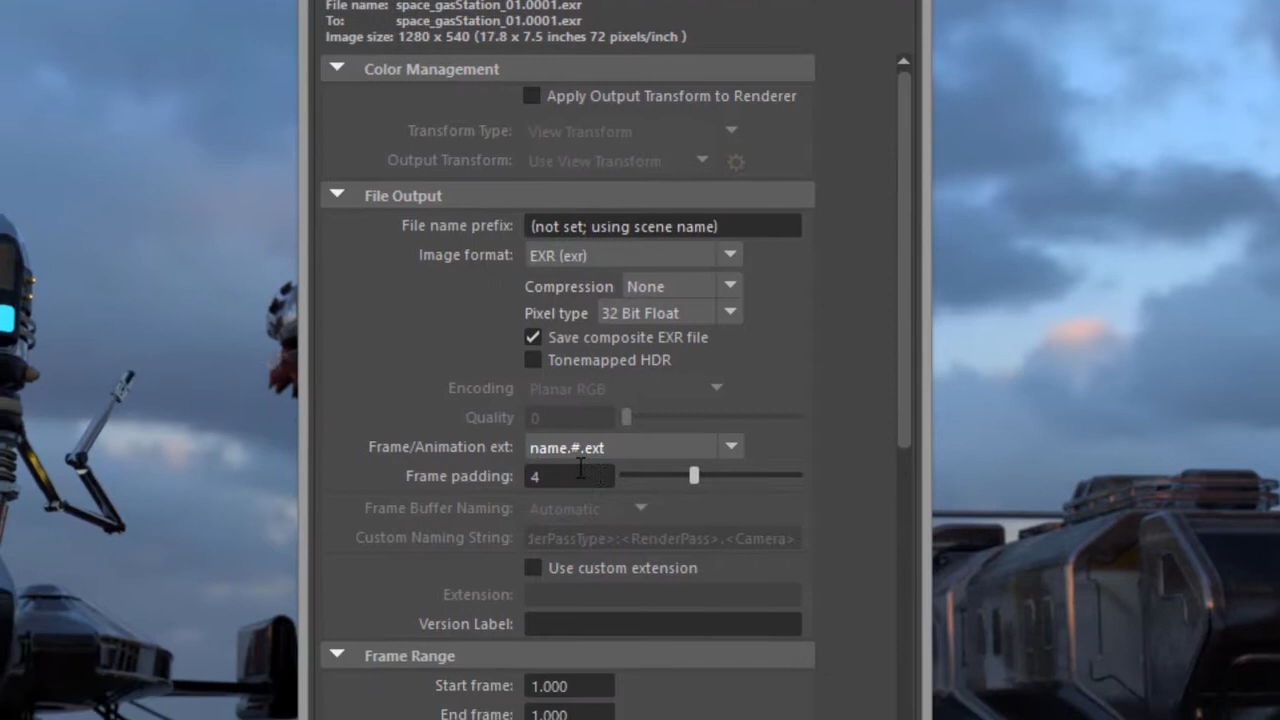 File name: space_gasStation_01.0001.exr
To: space_gasStation_01.0001.exr
Image size: 1280 x 540 (17.8 x 7.5 inches 72 pixels/inch )
Color Management
Apply Output Transform to Renderer
Transform Type: View Transform
Output Transform: Use View Transform
File Output
File name prefix: (not set; using scene name)
Image format: EXR (exr)
Compression None
Pixel type 32 Bit Float
Save composite EXR file
Tonemapped HDR
Encoding Planar RGB
Quality 0
Frame/Animation ext: name.#.ext
Frame padding: 4
Frame Buffer Naming: Automatic
Custom Naming String: derPassType>:<RenderPass>.<Camera>
Use custom extension
Extension:
Version Label:
Frame Range
Start frame: 1.000
End frame: 1.000